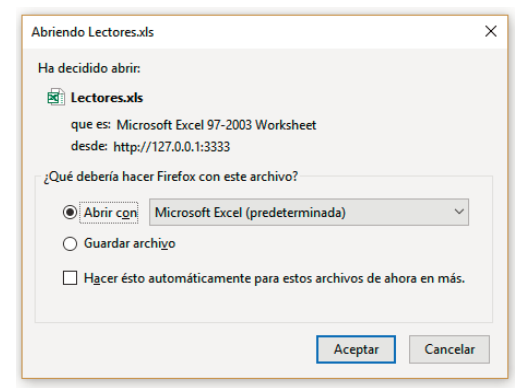 Abriendo Lectores.xls
Ha decidido abrir:
Lectores.xls
que es: Microsoft Excel 97-2003 Worksheet
desde: http://127.0.0.1:3333
¿Qué debería hacer Firefox con este archivo?
Abrir con Microsoft Excel (predeterminada)
Guardar archivo
Hacer ésto automáticamente para estos archivos de ahora en más.
Aceptar Cancelar